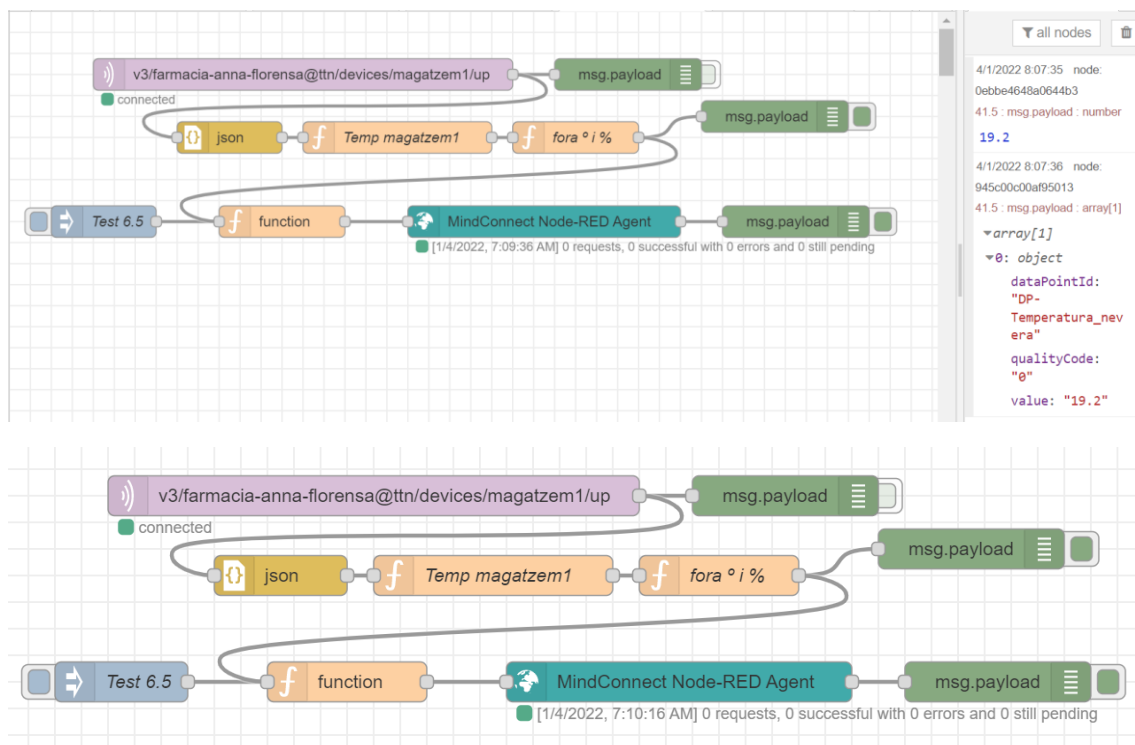 all nodes
v3/farmacia-anna-florensa@ttn/devices/magatzem1/up
msg.payload
connected
msg.payload
json
Temp magatzem1
fora º i %
Test 6.5
function
MindConnect Node-RED Agent
msg.payload
[1/4/2022, 7:09:36 AM] 0 requests, 0 successful with 0 errors and 0 still pending
4/1/2022 8:07:35 node:
0ebbe4648a0644b3
41.5 : msg.payload : number
19.2
4/1/2022 8:07:36 node:
945c00c00af95013
41.5 : msg.payload : array[1]
array[1]
0: object
dataPointId:
"DP-
Temperatura_nev
era"
qualityCode:
"0"
value: "19.2"
v3/farmacia-anna-florensa@ttn/devices/magatzem1/up
msg.payload
connected
msg.payload
json
Temp magatzem1
fora º i %
Test 6.5
function
MindConnect Node-RED Agent
msg.payload
[1/4/2022, 7:10:16 AM] 0 requests, 0 successful with 0 errors and 0 still pending